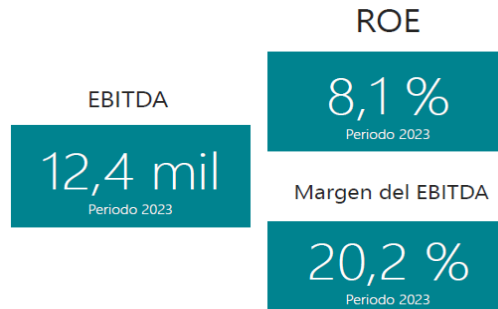 EBITDA
12,4 mil
Periodo 2023
ROE
8,1 %
Periodo 2023
Margen del EBITDA
20,2 %
Periodo 2023